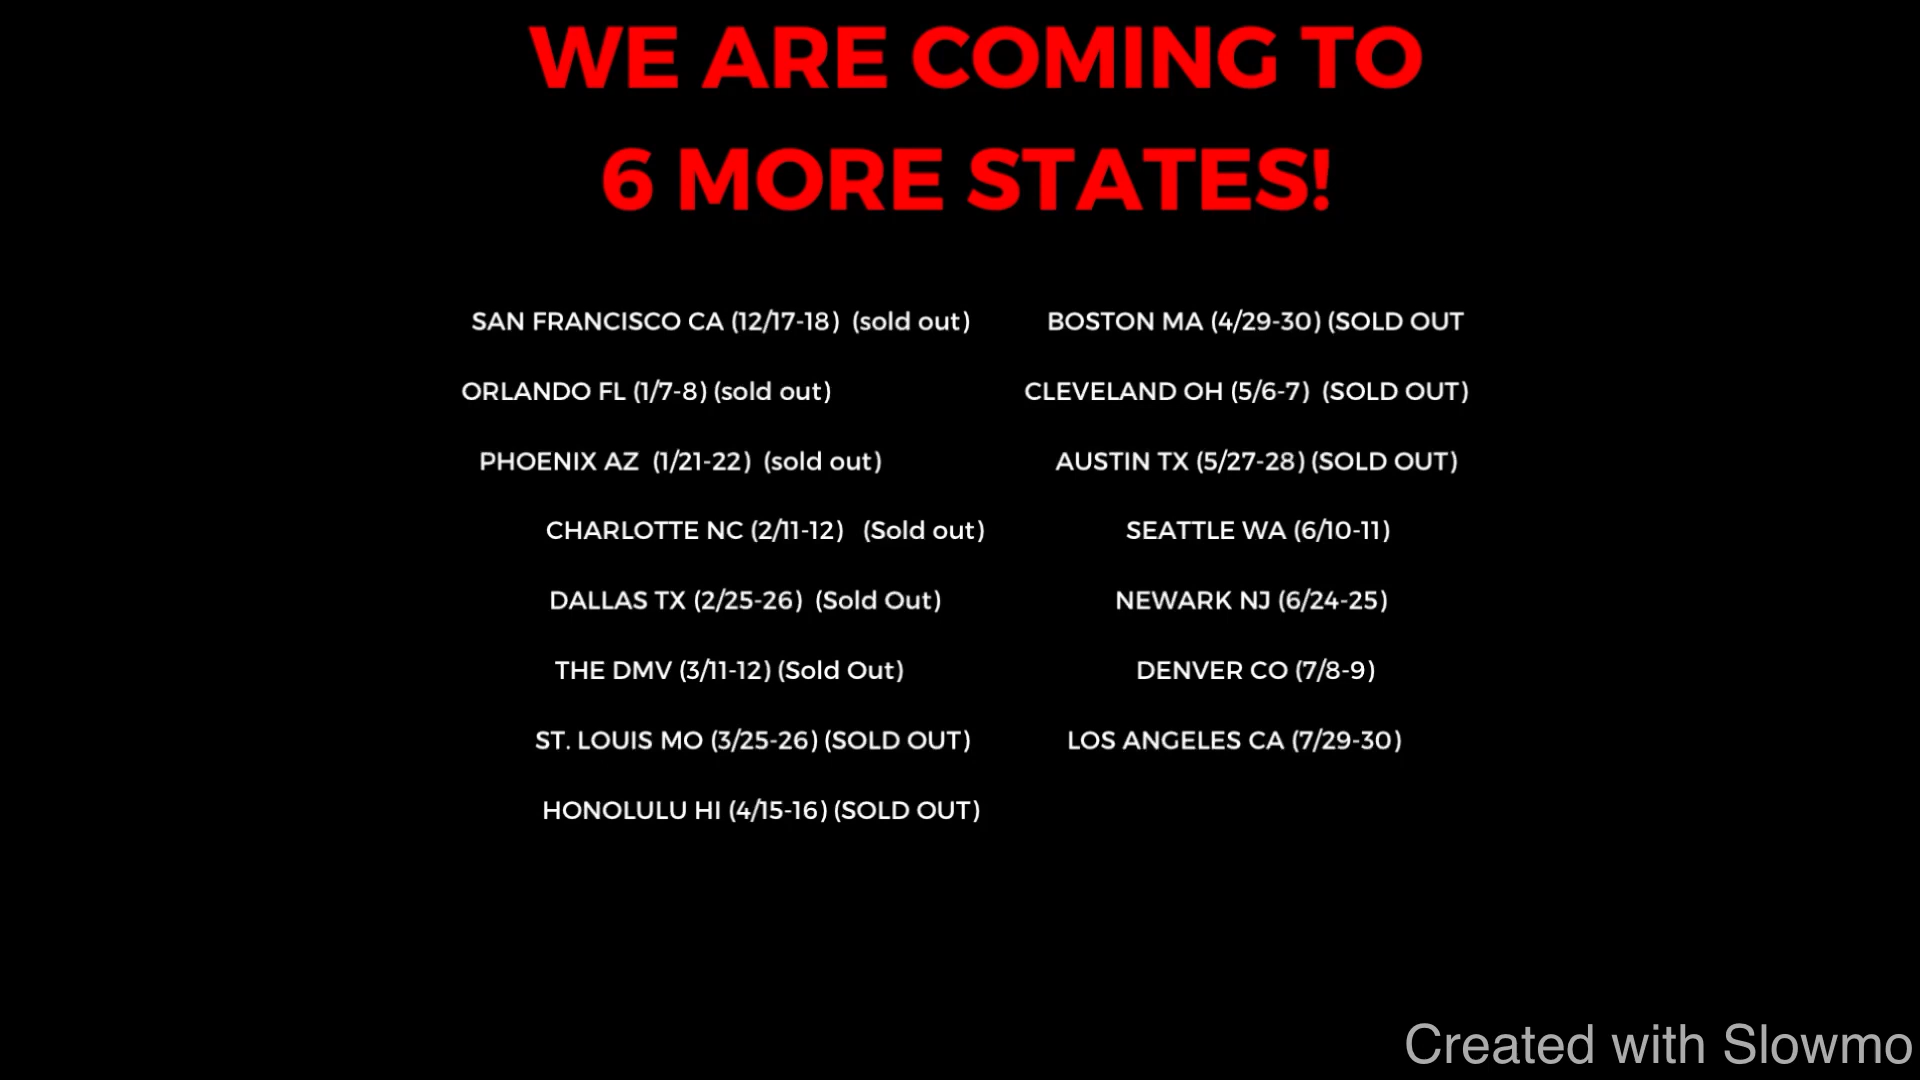 WE ARE COMING TO
6 MORE STATES!
SAN FRANCISCO CA (12/17-18) (sold out)
ORLANDO FL (1/7-8) (sold out)
PHOENIX AZ (1/21-22) (sold out)
CHARLOTTE NC (2/11-12) (Sold out)
DALLAS TX (2/25-26) (Sold Out)
THE DMV (3/11-12) (Sold Out)
ST. LOUIS MO (3/25-26) (SOLD OUT)
HONOLULU HI (4/15-16) (SOLD OUT)
BOSTON MA (4/29-30) (SOLD OUT
CLEVELAND OH (5/6-7) (SOLD OUT)
AUSTIN TX (5/27-28) (SOLD OUT)
SEATTLE WA (6/10-11)
NEWARK NJ (6/24-25)
DENVER CO (7/8-9)
LOS ANGELES CA (7/29-30)
Created with Slowmo